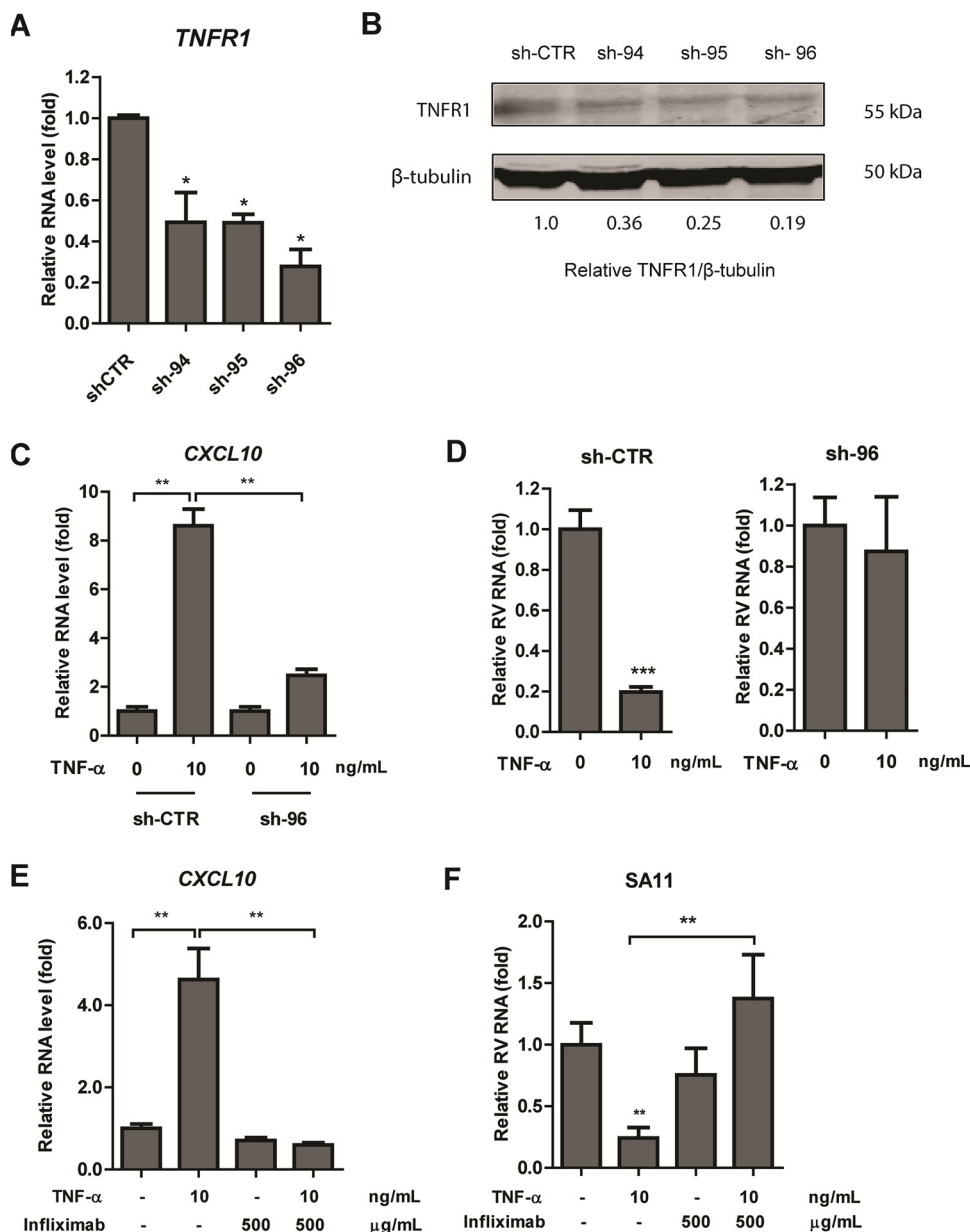 A
TNFR1
Relative RNA level (fold)
1.2
1.0
0.8
0.6
0.4
0.2
0.0
* * *
shCTR sh-94 sh-95 sh-96
B
sh-CTR sh-94 sh-95 sh- 96
TNFR1 55 kDa
β-tubulin 50 kDa
1.0 0.36 0.25 0.19
Relative TNFR1/β-tubulin
C
CXCL10
Relative RNA level (fold)
10
8
6
4
2
0
** **
TNF-α 0 10 0 10 ng/mL
sh-CTR sh-96
D
sh-CTR
Relative RV RNA (fold)
1.2
1.0
0.8
0.6
0.4
0.2
0.0
***
TNF-α 0 10 ng/mL
sh-96
Relative RV RNA (fold)
1.2
1.0
0.8
0.6
0.4
0.2
0.0
TNF-α 0 10 ng/mL
E
CXCL10
Relative RNA level (fold)
6.0
4.0
2.0
0.0
** **
TNF-α - 10 - 10 ng/mL
Infliximab - - 500 500 μg/mL
F
SA11
Relative RV RNA (fold)
2.0
1.5
1.0
0.5
0.0
**
**
TNF-α - 10 - 10 ng/mL
Infliximab - - 500 500 μg/mL